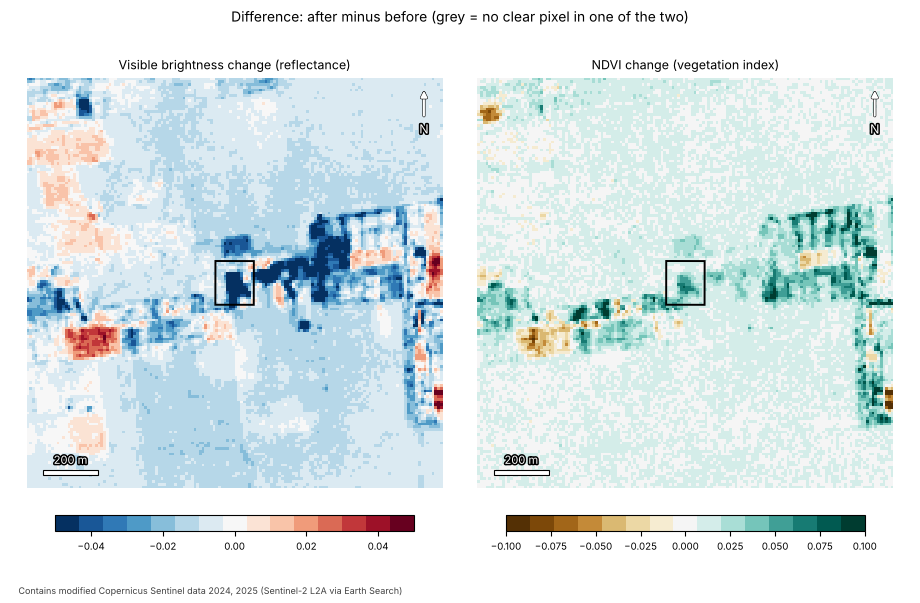 Difference: after minus before (grey = no clear pixel in one of the two)
Visible brightness change (reflectance)
NDVI change (vegetation index)
N
N
200 m
200 m
−0.04 −0.02 0.00 0.02 0.04
−0.100 −0.075 −0.050 −0.025 0.000 0.025 0.050 0.075 0.100
Contains modified Copernicus Sentinel data 2024, 2025 (Sentinel-2 L2A via Earth Search)